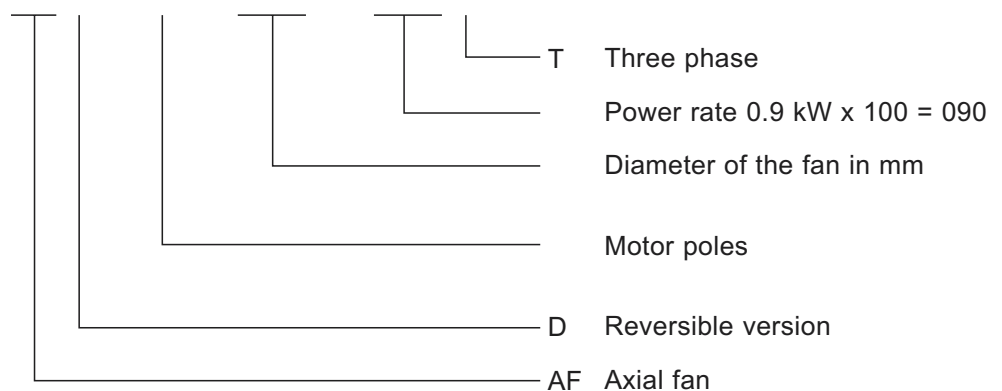 T Three phase
Power rate 0.9 kW x 100 = 090
Diameter of the fan in mm
Motor poles
D Reversible version
AF Axial fan